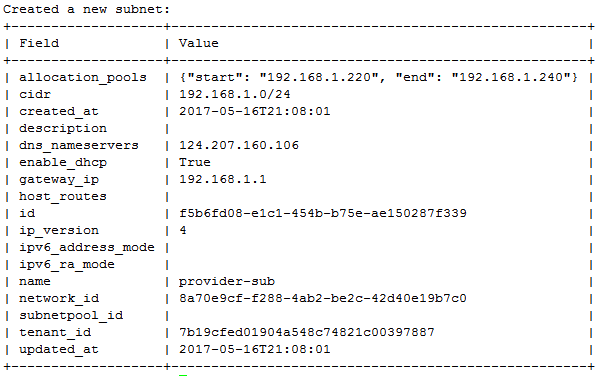 Created a new subnet:
+-------------------+----------------------------------------------------+
| Field             | Value                                              |
+-------------------+----------------------------------------------------+
| allocation_pools  | {"start": "192.168.1.220", "end": "192.168.1.240"} |
| cidr              | 192.168.1.0/24                                     |
| created_at        | 2017-05-16T21:08:01                                |
| description       |                                                    |
| dns_nameservers   | 124.207.160.106                                    |
| enable_dhcp       | True                                               |
| gateway_ip        | 192.168.1.1                                        |
| host_routes       |                                                    |
| id                | f5b6fd08-e1c1-454b-b75e-ae150287f339               |
| ip_version        | 4                                                  |
| ipv6_address_mode |                                                    |
| ipv6_ra_mode      |                                                    |
| name              | provider-sub                                       |
| network_id        | 8a70e9cf-f288-4ab2-be2c-42d40e19b7c0               |
| subnetpool_id     |                                                    |
| tenant_id         | 7b19cfed01904a548c74821c00397887                   |
| updated_at        | 2017-05-16T21:08:01                                |
+-------------------+----------------------------------------------------+